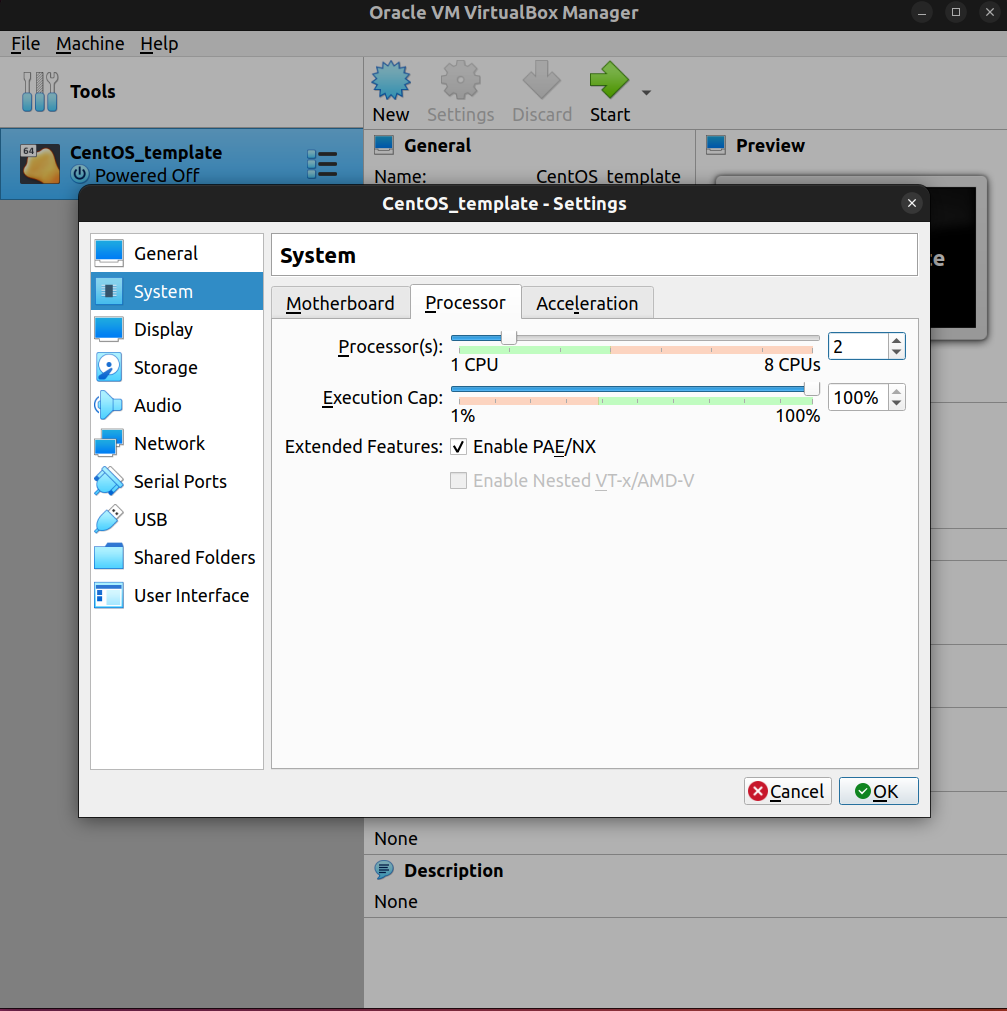 Oracle VM VirtualBox Manager
File Machine Help
Tools
New Settings Discard Start
64
CentOS_template
Powered Off
General
Name: CentOS_template
Preview
CentOS_template - Settings
General
System
Display
Storage
Audio
Network
Serial Ports
USB
Shared Folders
User Interface
System
Motherboard Processor Acceleration
Processor(s): 2
1 CPU 8 CPUs
Execution Cap: 100%
1% 100%
Extended Features: Enable PAE/NX
Enable Nested VT-x/AMD-V
Cancel OK
None
Description
None